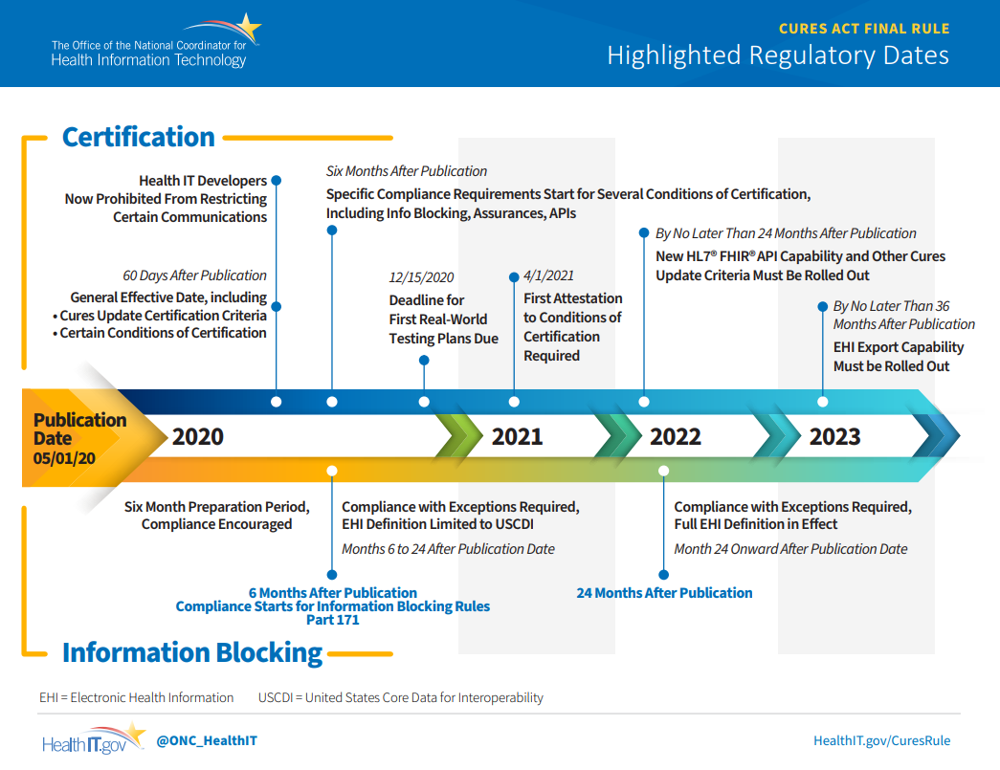 The Office of the National Coordinator for
Health Information Technology
CURES ACT FINAL RULE
Highlighted Regulatory Dates
Certification
Health IT Developers
Now Prohibited From Restricting
Certain Communications
60 Days After Publication
General Effective Date, including
• Cures Update Certification Criteria
• Certain Conditions of Certification
Six Months After Publication
Specific Compliance Requirements Start for Several Conditions of Certification,
Including Info Blocking, Assurances, APIs
12/15/2020
Deadline for
First Real-World
Testing Plans Due
4/1/2021
First Attestation
to Conditions of
Certification
Required
By No Later Than 24 Months After Publication
New HL7® FHIR® API Capability and Other Cures
Update Criteria Must Be Rolled Out
By No Later Than 36
Months After Publication
EHI Export Capability
Must be Rolled Out
Publication
Date
05/01/20
2020
2021
2022
2023
Six Month Preparation Period,
Compliance Encouraged
Compliance with Exceptions Required,
EHI Definition Limited to USCDI
Months 6 to 24 After Publication Date
Compliance with Exceptions Required,
Full EHI Definition in Effect
Month 24 Onward After Publication Date
6 Months After Publication
Compliance Starts for Information Blocking Rules
Part 171
24 Months After Publication
Information Blocking
EHI = Electronic Health Information
USCDI = United States Core Data for Interoperability
HealthIT.gov
@ONC_HealthIT
HealthIT.gov/CuresRule